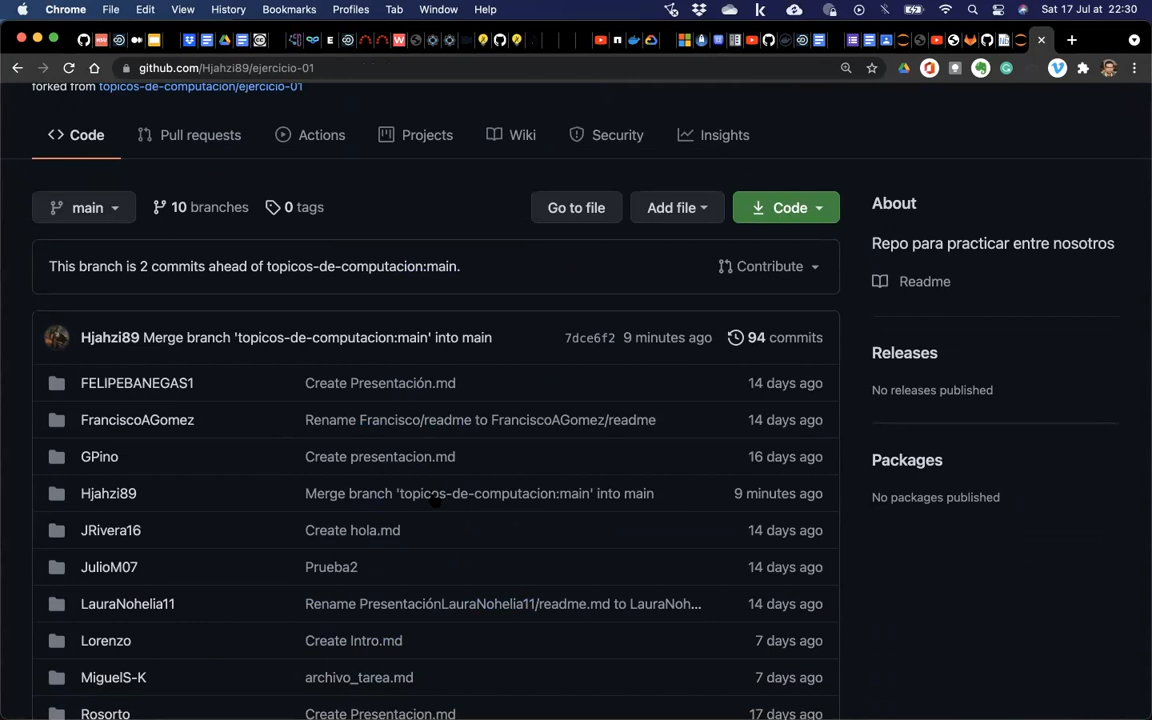 Chrome File Edit View History Bookmarks Profiles Tab Window Help Sat 17 Jul at 22:30
github.com/Hjahzi89/ejercicio-01
forked from topicos-de-computacion/ejercicio-01
Code Pull requests Actions Projects Wiki Security Insights
main 10 branches 0 tags Go to file Add file Code
This branch is 2 commits ahead of topicos-de-computacion:main. Contribute
Hjahzi89 Merge branch 'topicos-de-computacion:main' into main 7dce6f2 9 minutes ago 94 commits
FELIPEBANEGAS1 Create Presentación.md 14 days ago
FranciscoAGomez Rename Francisco/readme to FranciscoAGomez/readme 14 days ago
GPino Create presentacion.md 16 days ago
Hjahzi89 Merge branch 'topicos-de-computacion:main' into main 9 minutes ago
JRivera16 Create hola.md 14 days ago
JulioM07 Prueba2 14 days ago
LauraNohelia11 Rename PresentaciónLauraNohelia11/readme.md to LauraNoh... 14 days ago
Lorenzo Create Intro.md 7 days ago
MiguelS-K archivo_tarea.md 7 days ago
Rosorto Create Presentacion.md 17 days ago
About
Repo para practicar entre nosotros
Readme
Releases
No releases published
Packages
No packages published